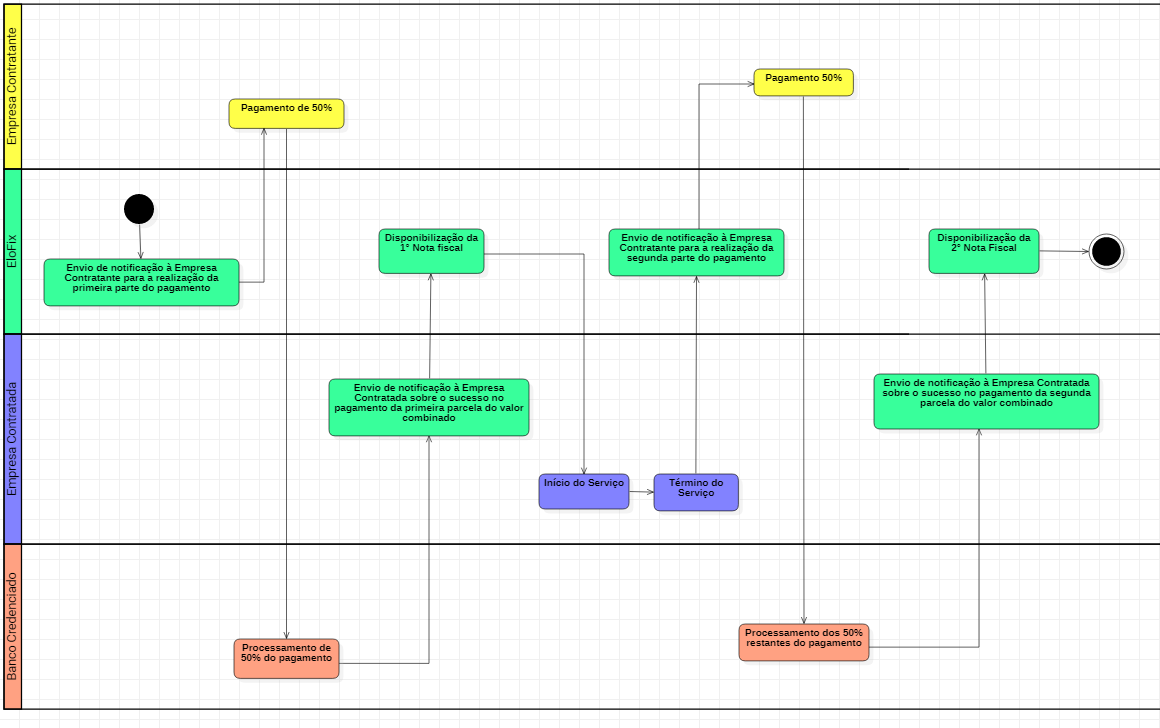 Empresa Contratante
Pagamento de 50%
Pagamento 50%
EloFix
Envio de notificação à Empresa
Contratante para a realização da
primeira parte do pagamento
Disponibilização da
1° Nota fiscal
Envio de notificação à Empresa
Contratante para a realização da
segunda parte do pagamento
Disponibilização da
2° Nota Fiscal
Empresa Contratada
Envio de notificação à Empresa
Contratada sobre o sucesso no
pagamento da primeira parcela do valor
combinado
Início do Serviço
Término do
Serviço
Envio de notificação à Empresa Contratada
sobre o sucesso no pagamento da segunda
parcela do valor combinado
Banco Credenciado
Processamento de
50% do pagamento
Processamento dos 50%
restantes do pagamento